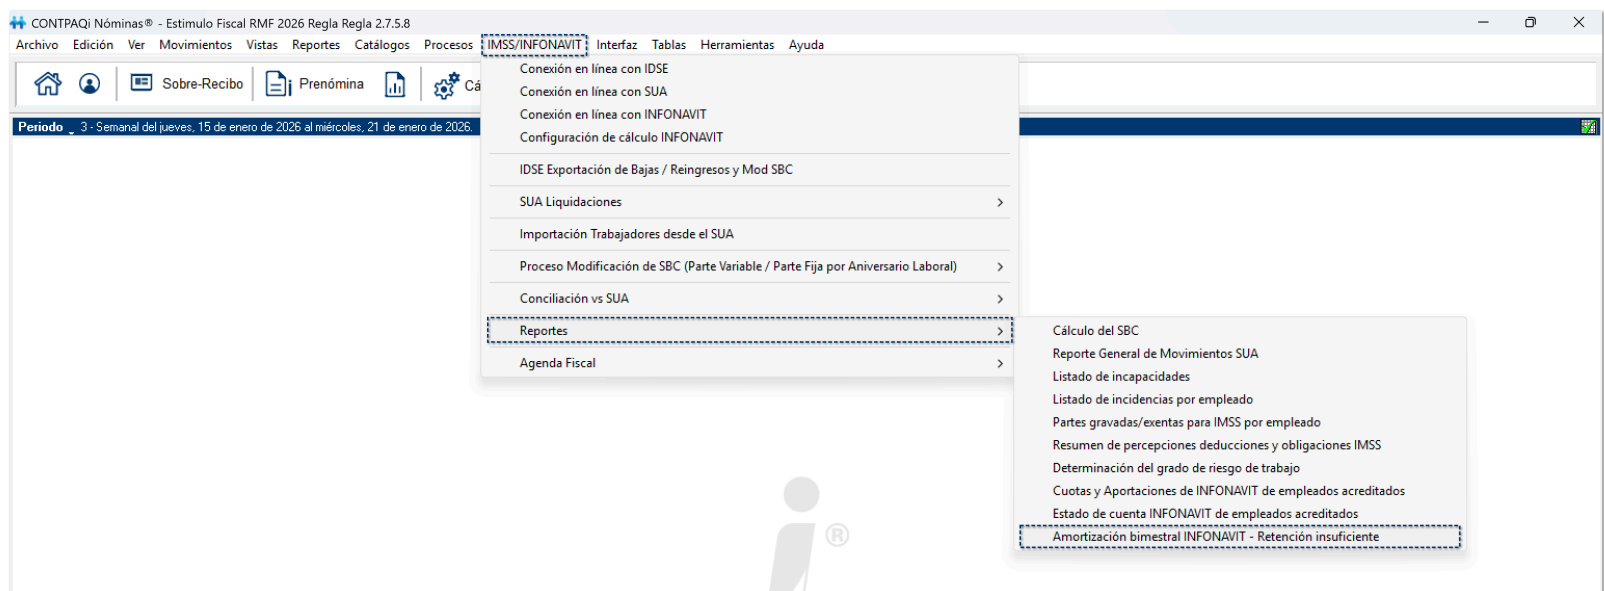 CONTPAQi Nóminas® - Estimulo Fiscal RMF 2026 Regla Regla 2.7.5.8
Archivo Edición Ver Movimientos Vistas Reportes Catálogos Procesos IMSS/INFONAVIT Interfaz Tablas Herramientas Ayuda
Sobre-Recibo Prenómina Cá
Periodo 3 - Semanal del jueves, 15 de enero de 2026 al miércoles, 21 de enero de 2026.
Conexión en línea con IDSE
Conexión en línea con SUA
Conexión en línea con INFONAVIT
Configuración de cálculo INFONAVIT
IDSE Exportación de Bajas / Reingresos y Mod SBC
SUA Liquidaciones
Importación Trabajadores desde el SUA
Proceso Modificación de SBC (Parte Variable / Parte Fija por Aniversario Laboral)
Conciliación vs SUA
Reportes
Agenda Fiscal
Cálculo del SBC
Reporte General de Movimientos SUA
Listado de incapacidades
Listado de incidencias por empleado
Partes gravadas/exentas para IMSS por empleado
Resumen de percepciones deducciones y obligaciones IMSS
Determinación del grado de riesgo de trabajo
Cuotas y Aportaciones de INFONAVIT de empleados acreditados
Estado de cuenta INFONAVIT de empleados acreditados
Amortización bimestral INFONAVIT - Retención insuficiente
i®